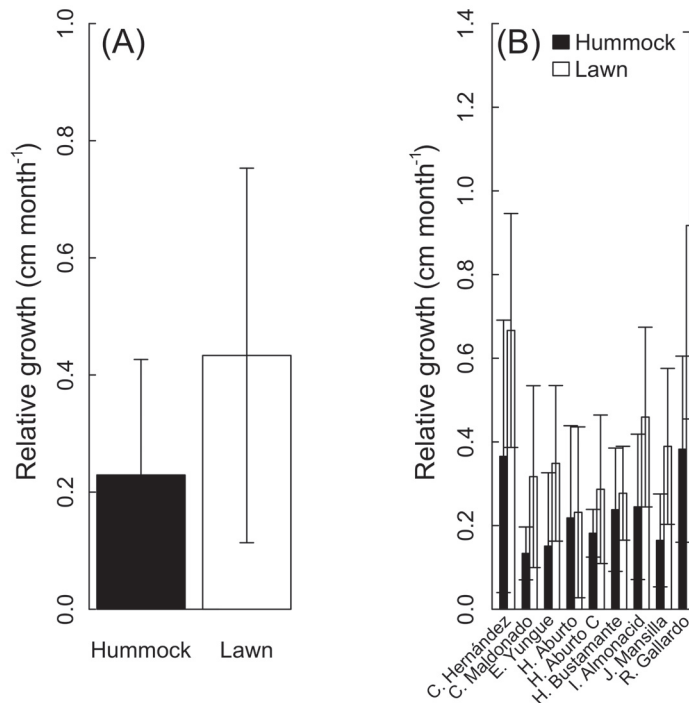 (A)
Relative growth (cm month⁻¹)
1.0
0.8
0.6
0.4
0.2
0.0
Hummock
Lawn
(B)
Hummock
Lawn
Relative growth (cm month⁻¹)
1.4
1.2
1.0
0.8
0.6
0.4
0.2
0.0
C. Hernández
C. Maldonado
E. Yungue
H. Aburto
H. Aburto C
H. Bustamante
I. Almonacid
J. Mansilla
R. Gallardo